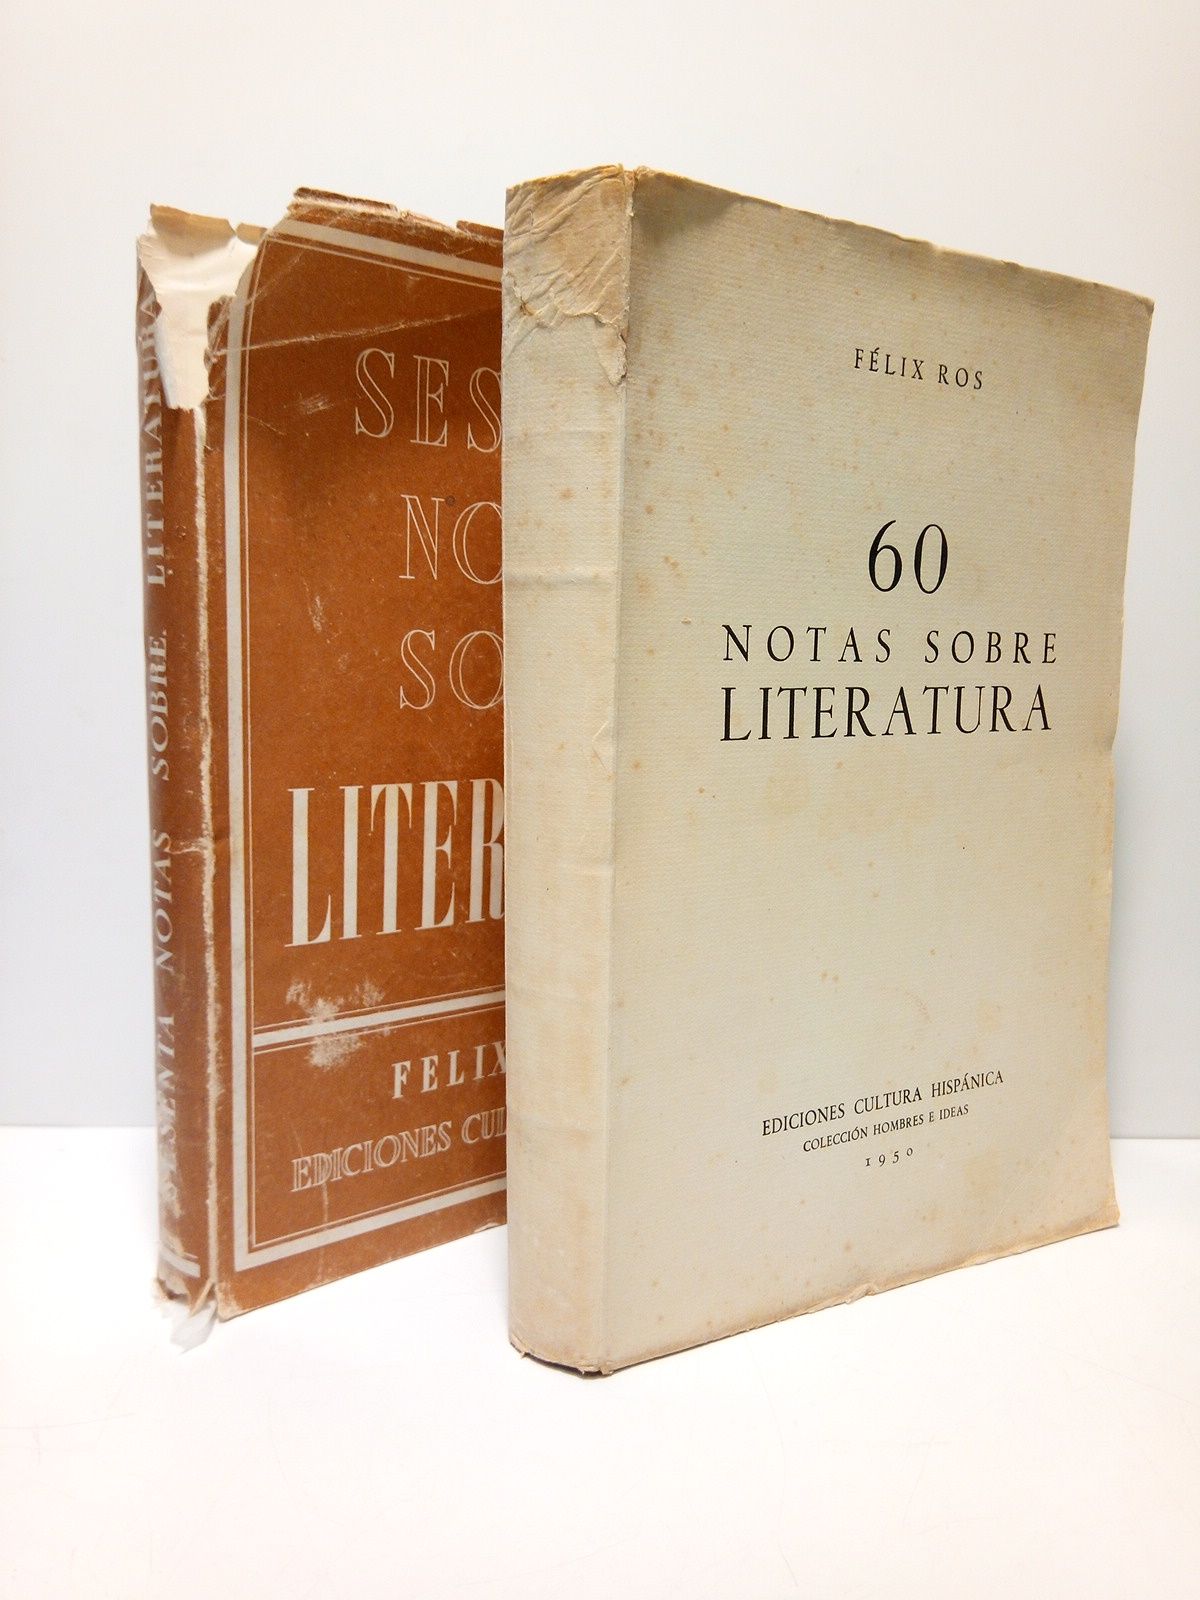 SESENTA NOTAS SOBRE LITERATURA
SES
NO
SO
LITER
FELIX
EDICIONES CUL
FÉLIX ROS
60
NOTAS SOBRE
LITERATURA
EDICIONES CULTURA HISPÁNICA
COLECCIÓN HOMBRES E IDEAS
1950